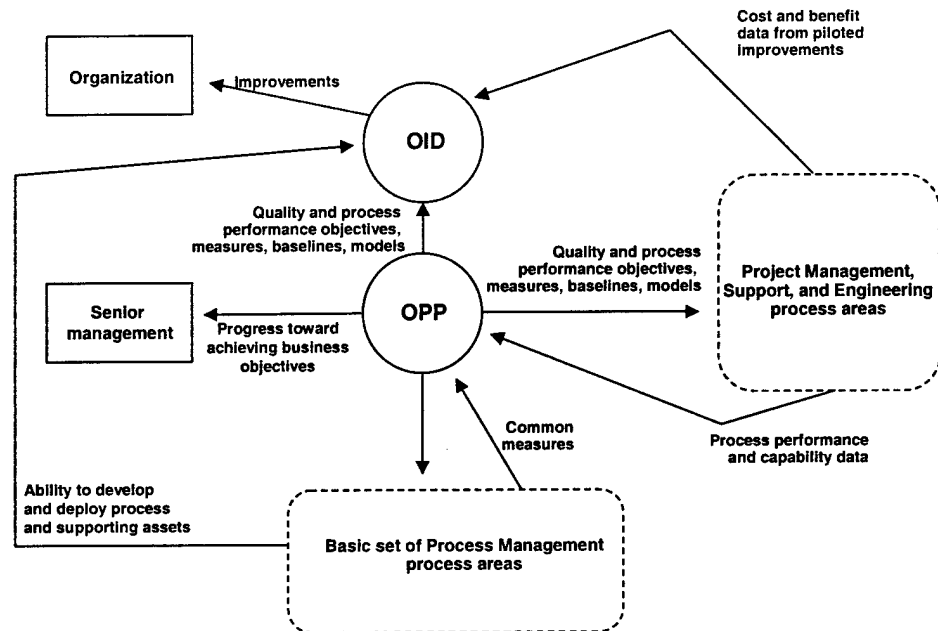 Cost and benefit
data from piloted
improvements
Organization
Improvements
OID
Quality and process
performance objectives,
measures, baselines, models
Quality and process
performance objectives,
measures, baselines, models
Project Management,
Support, and Engineering
process areas
Senior
management
OPP
Progress toward
achieving business
objectives
Common
measures
Process performance
and capability data
Ability to develop
and deploy process
and supporting assets
Basic set of Process Management
process areas